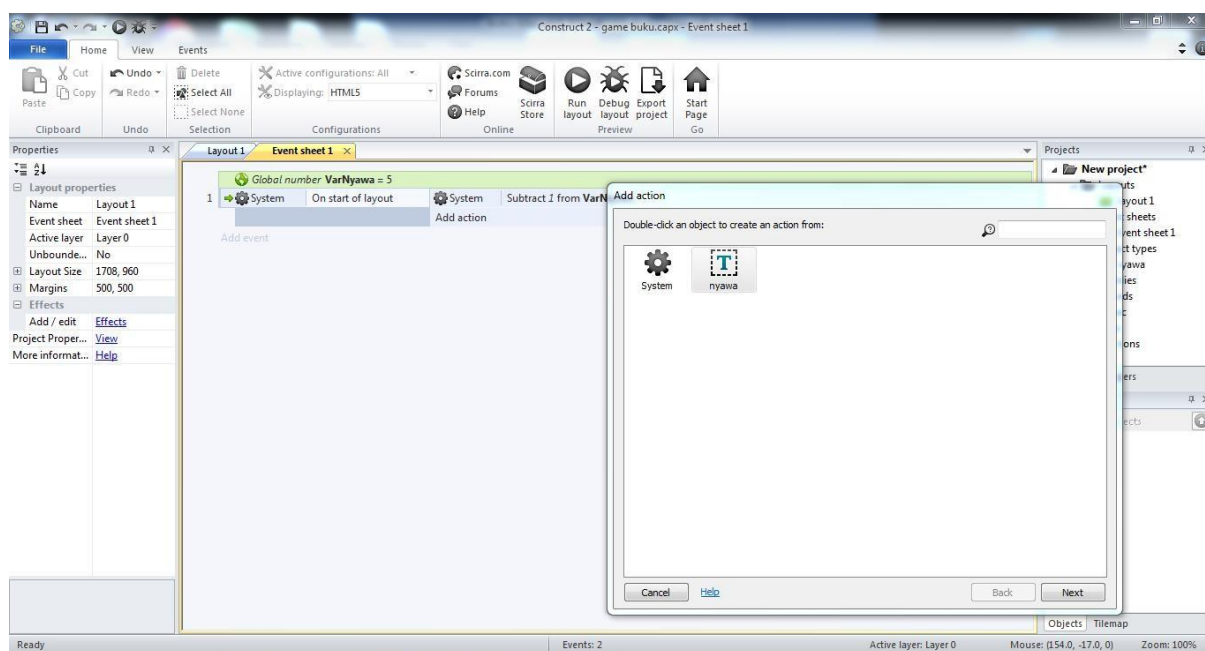 Construct 2 - game buku.capx - Event sheet 1
File Home View Events
Paste
Cut
Copy
Clipboard
Undo
Redo
Undo
Delete
Select All
Select None
Selection
Active configurations: All
Displaying: HTML5
Configurations
Scirra.com
Forums
Help
Scirra Store
Online
Run layout
Debug layout
Export project
Preview
Start Page
Go
Properties
Layout properties
Name Layout 1
Event sheet Event sheet 1
Active layer Layer 0
Unbounde... No
Layout Size 1708, 960
Margins 500, 500
Effects
Add / edit Effects
Project Proper... View
More informat... Help
Layout 1 Event sheet 1
Global number VarNyawa = 5
1 System On start of layout System Subtract 1 from VarN
Add action
Add event
Add action
Double-click an object to create an action from:
System
nyawa
Cancel Help Back Next
Projects
New project*
uts
ayout 1
sheets
vent sheet 1
ct types
yawa
ies
ds
c
ons
ers
ects
Objects Tilemap
Ready Events: 2 Active layer: Layer 0 Mouse: (154.0, -17.0, 0) Zoom: 100%